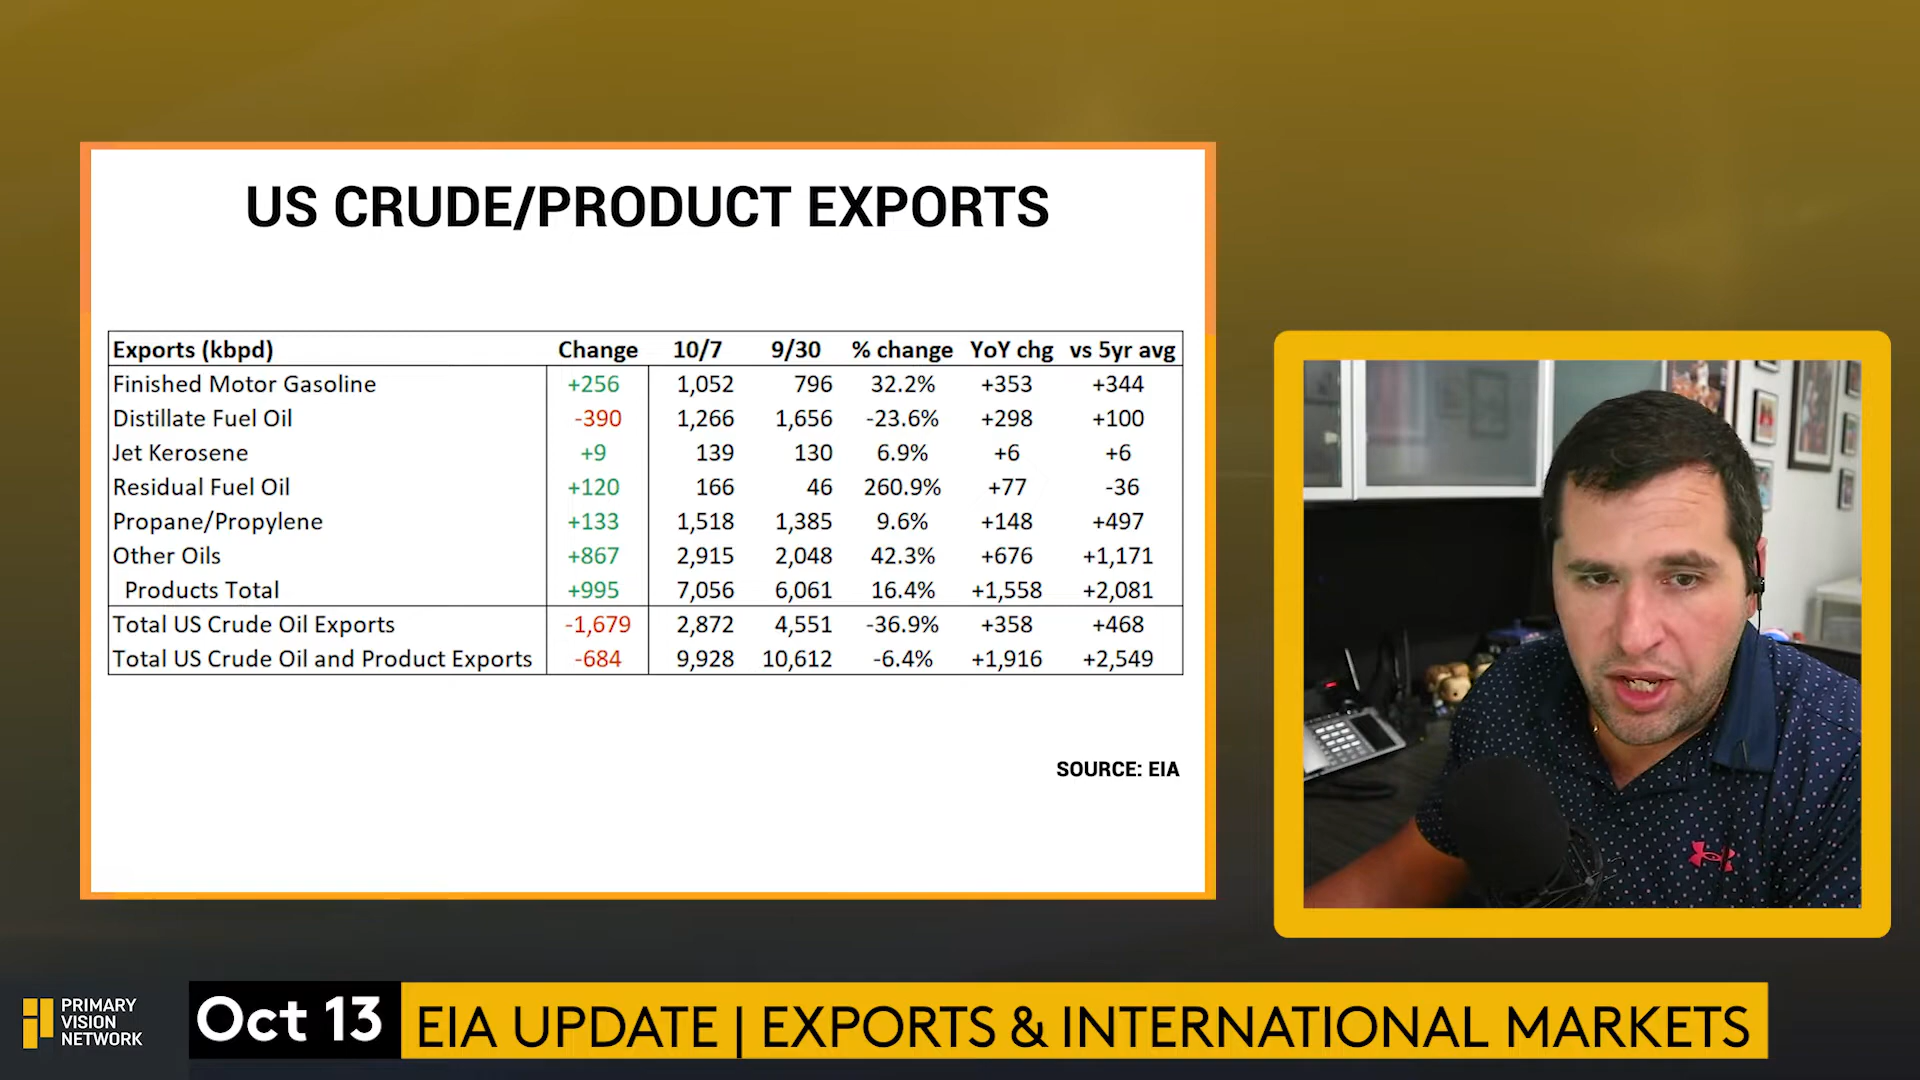 US CRUDE/PRODUCT EXPORTS
Exports (kbpd) Change 10/7 9/30 % change YoY chg vs 5yr avg
Finished Motor Gasoline +256 1,052 796 32.2% +353 +344
Distillate Fuel Oil -390 1,266 1,656 -23.6% +298 +100
Jet Kerosene +9 139 130 6.9% +6 +6
Residual Fuel Oil +120 166 46 260.9% +77 -36
Propane/Propylene +133 1,518 1,385 9.6% +148 +497
Other Oils +867 2,915 2,048 42.3% +676 +1,171
Products Total +995 7,056 6,061 16.4% +1,558 +2,081
Total US Crude Oil Exports -1,679 2,872 4,551 -36.9% +358 +468
Total US Crude Oil and Product Exports -684 9,928 10,612 -6.4% +1,916 +2,549
SOURCE: EIA
PRIMARY
VISION
NETWORK
Oct 13
EIA UPDATE | EXPORTS & INTERNATIONAL MARKETS